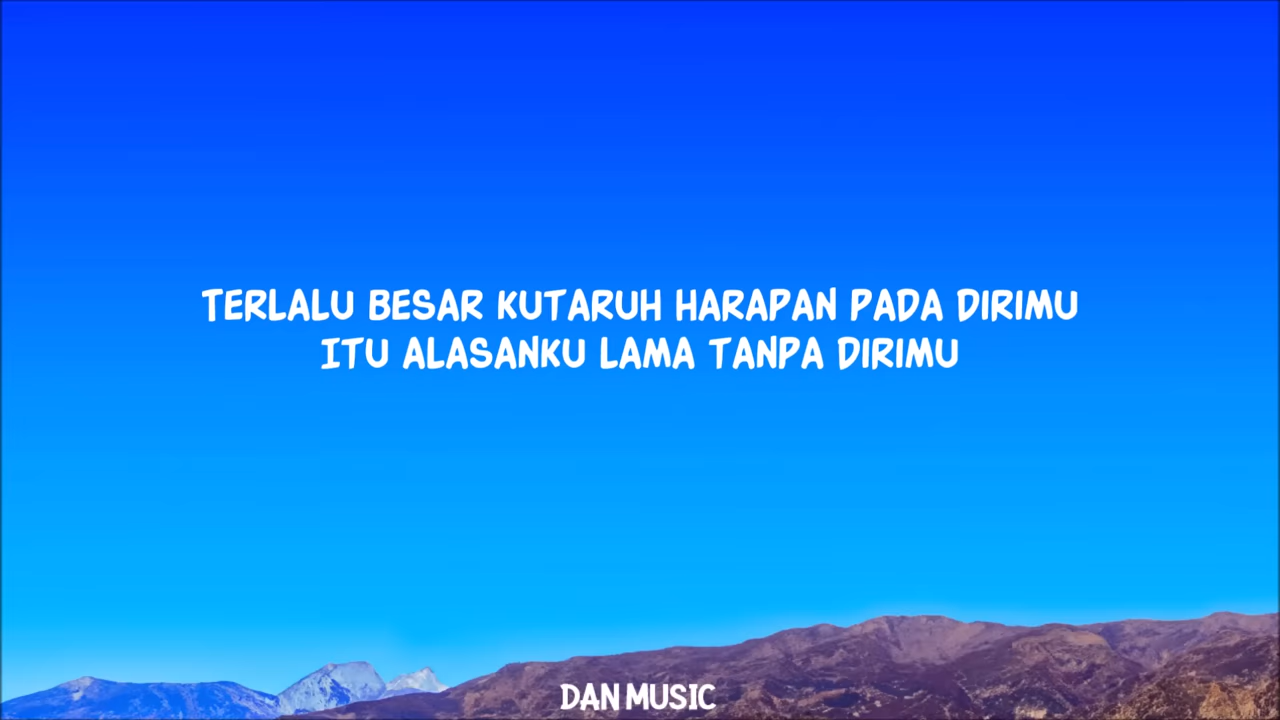 TERLALU BESAR KUTARUH HARAPAN PADA DIRIMU
ITU ALASANKU LAMA TANPA DIRIMU
DAN MUSIC